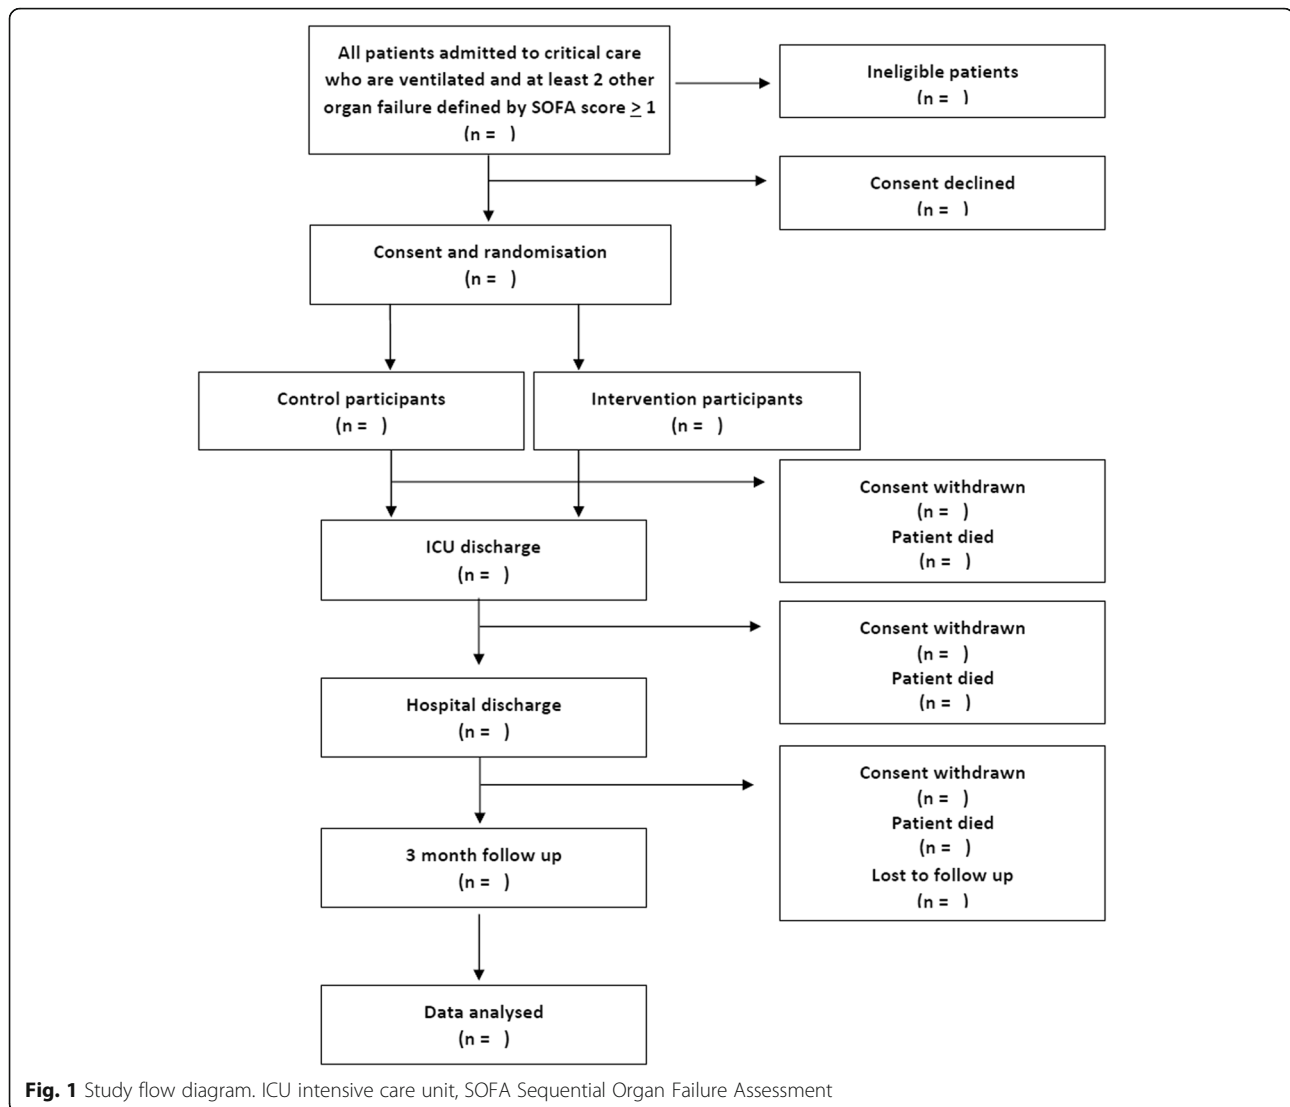 All patients admitted to critical care
who are ventilated and at least 2 other
organ failure defined by SOFA score ≥ 1
(n =   )
Ineligible patients
(n =   )
Consent declined
(n =   )
Consent and randomisation
(n =   )
Control participants
(n =   )
Intervention participants
(n =   )
Consent withdrawn
(n =   )
Patient died
(n =   )
ICU discharge
(n =   )
Consent withdrawn
(n =   )
Patient died
(n =   )
Hospital discharge
(n =   )
Consent withdrawn
(n =   )
Patient died
(n =   )
Lost to follow up
(n =   )
3 month follow up
(n =   )
Data analysed
(n =   )
Fig. 1 Study flow diagram. ICU intensive care unit, SOFA Sequential Organ Failure Assessment